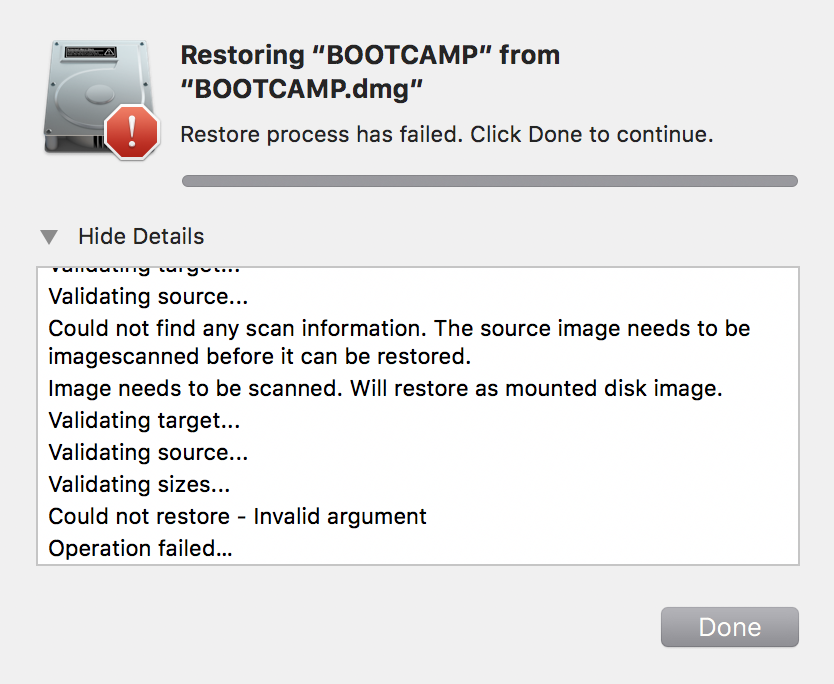 Restoring “BOOTCAMP” from
“BOOTCAMP.dmg”
Restore process has failed. Click Done to continue.
Hide Details
Validating target...
Validating source...
Could not find any scan information. The source image needs to be
imagescanned before it can be restored.
Image needs to be scanned. Will restore as mounted disk image.
Validating target...
Validating source...
Validating sizes...
Could not restore - Invalid argument
Operation failed…
Done